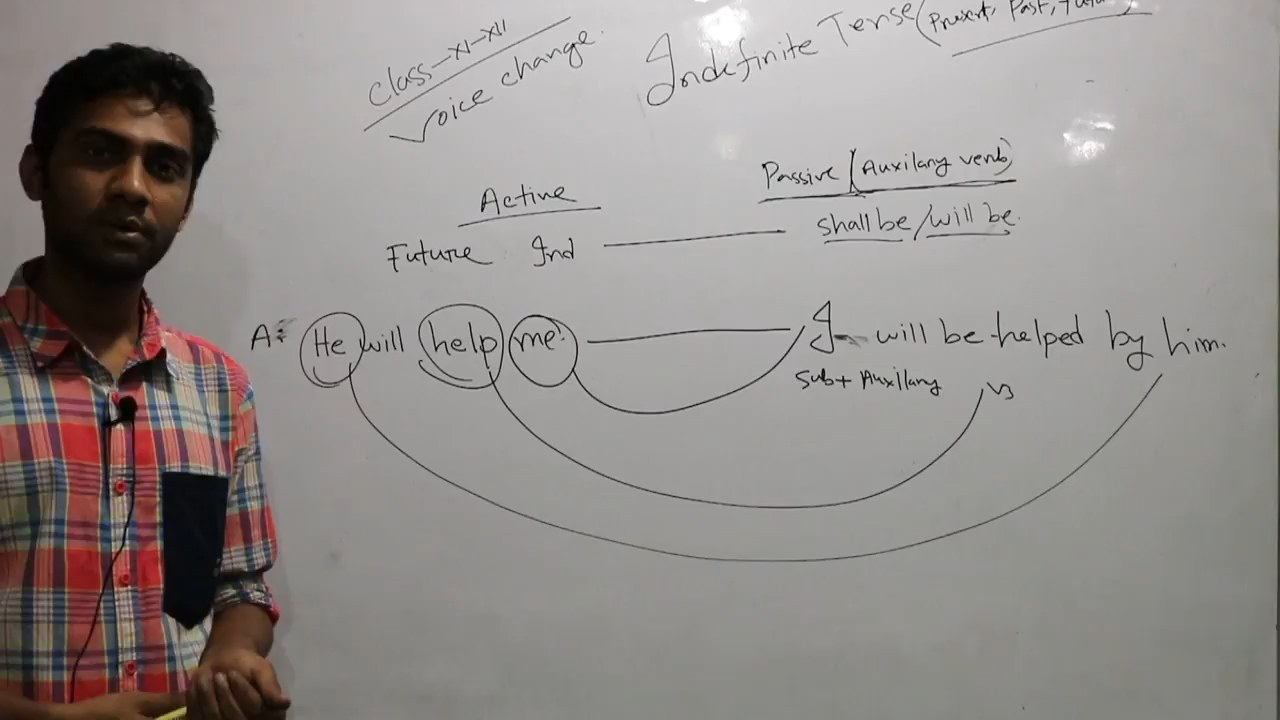 Class-XI-XII
Voice change.
Indefinite Tense (Present, Past, Futu
Active
Passive (Auxilary verb)
Future Ind
shall be/will be.
A: He will help me.
I will be helped by him.
Sub+ Auxilary V3